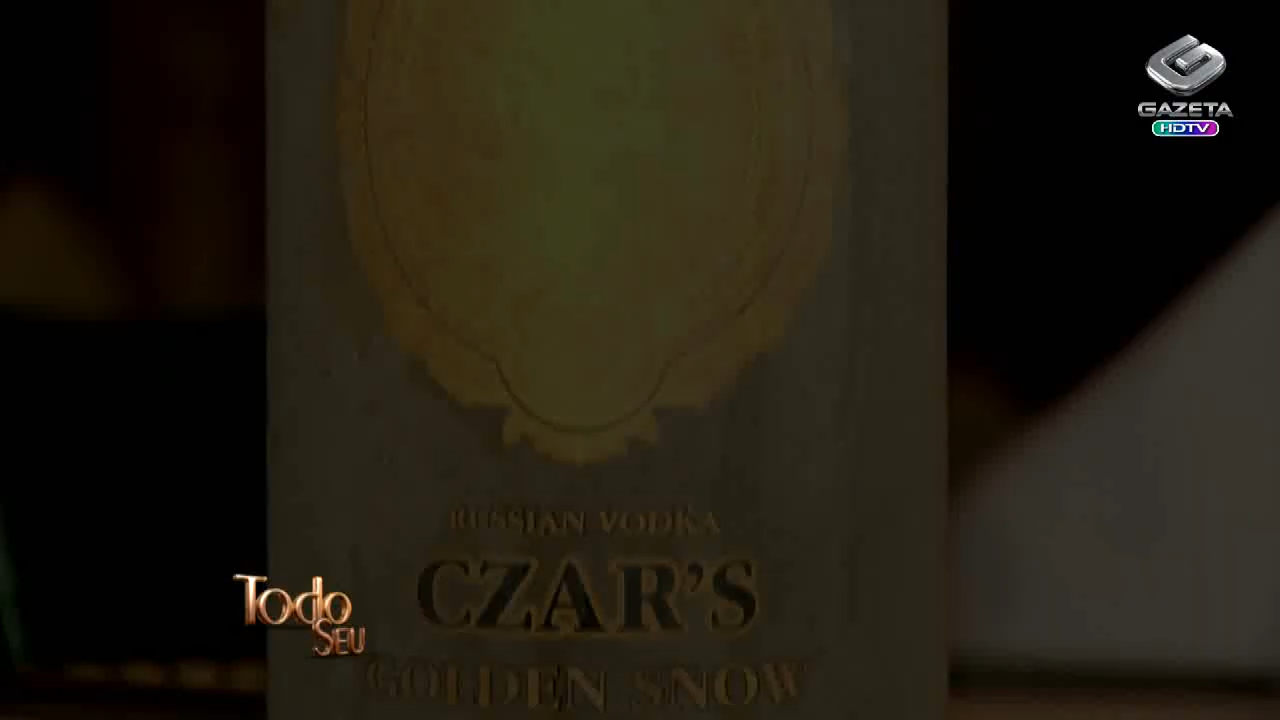 GAZETA
HDTV
RUSSIAN VODKA
CZAR'S
GOLDEN SNOW
Todo
SEU